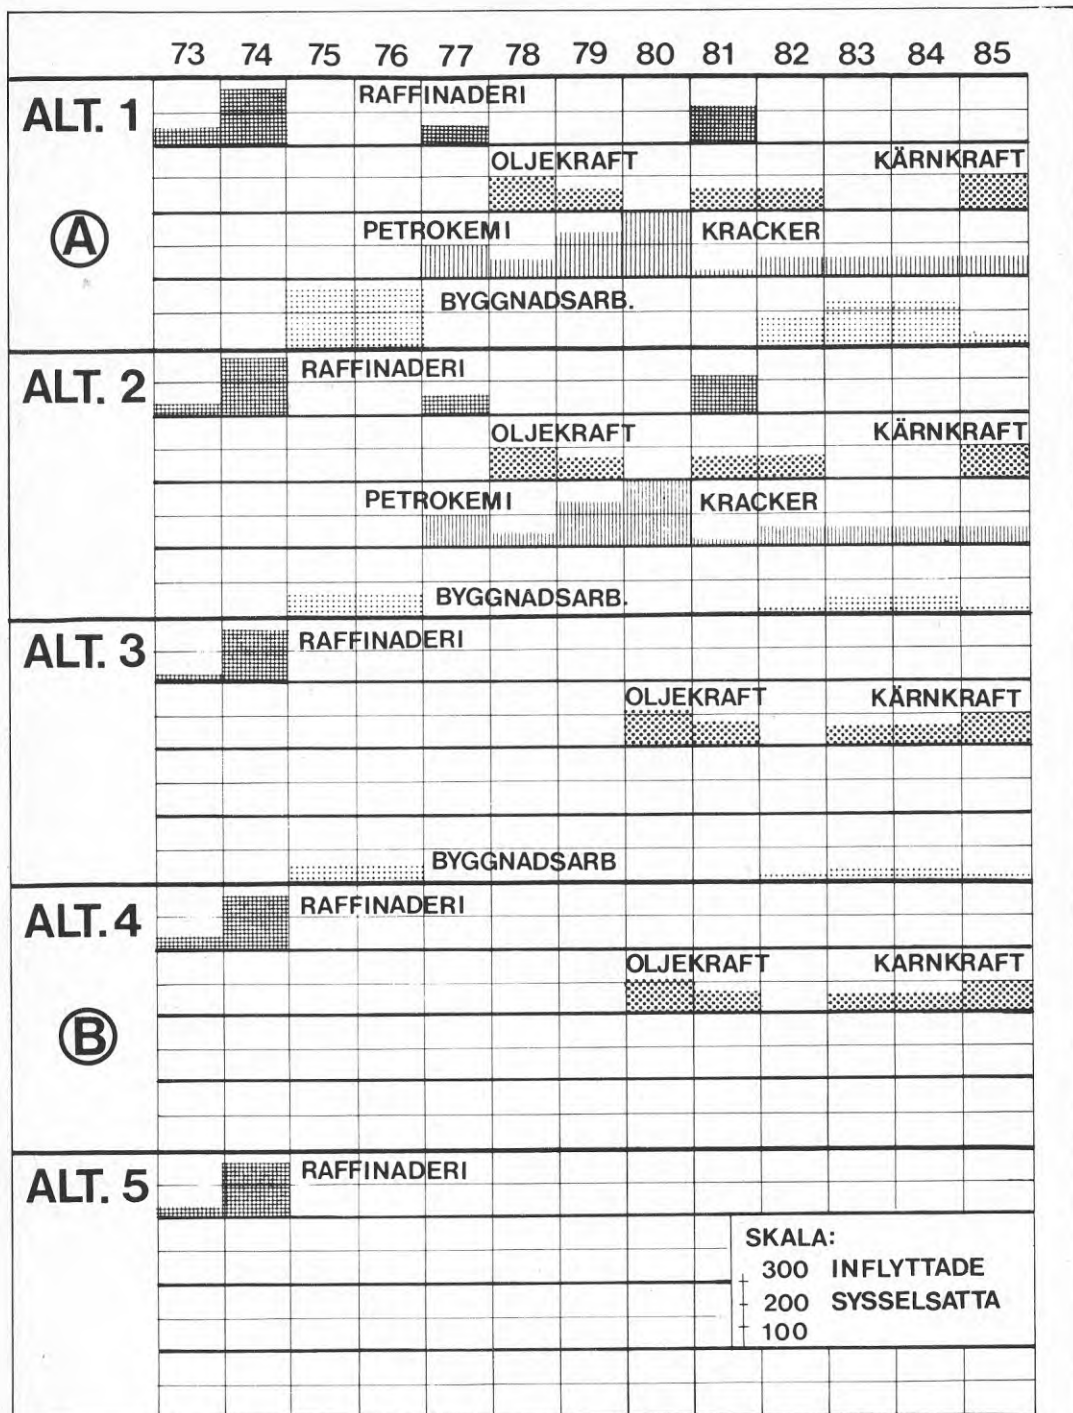 73 74 75 76 77 78 79 80 81 82 83 84 85
ALT. 1
RAFFINADERI
OLJEKRAFT KÄRNKRAFT
A
PETROKEMI KRACKER
BYGGNADSARB.
ALT. 2
RAFFINADERI
OLJEKRAFT KÄRNKRAFT
PETROKEMI KRACKER
BYGGNADSARB.
ALT. 3
RAFFINADERI
OLJEKRAFT KÄRNKRAFT
BYGGNADSARB
ALT. 4
RAFFINADERI
OLJEKRAFT KARNKRAFT
B
ALT. 5
RAFFINADERI
SKALA:
300 INFLYTTADE
200 SYSSELSATTA
100